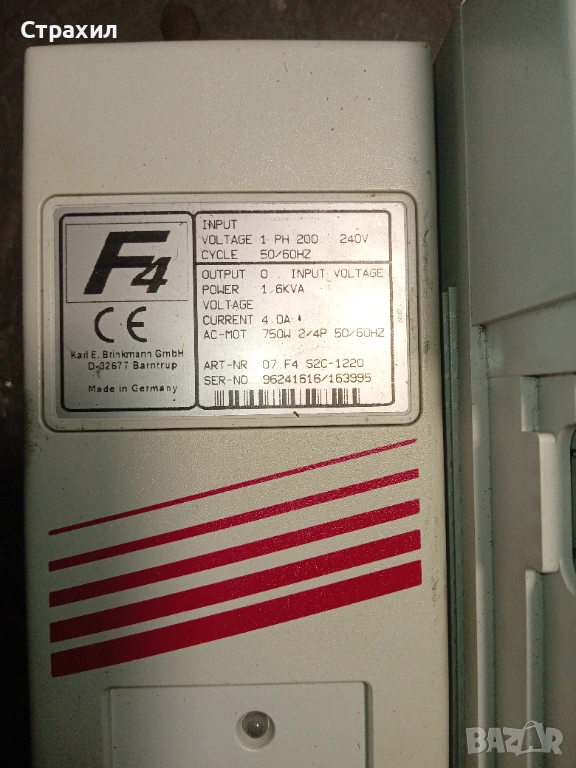 Страхил
F4
CE
Karl E. Brinkmann GmbH
D-32677 Barntrup
Made in Germany
INPUT
VOLTAGE 1 PH 200 240V
CYCLE 50/60HZ
OUTPUT 0 INPUT VOLTAGE
POWER 1.6KVA
VOLTAGE
CURRENT 4.0A
AC-MOT 750W 2/4P 50/60HZ
ART-NR. 07 F4 S2C-1220
SER-NO. 96241616/163995
BAZAR